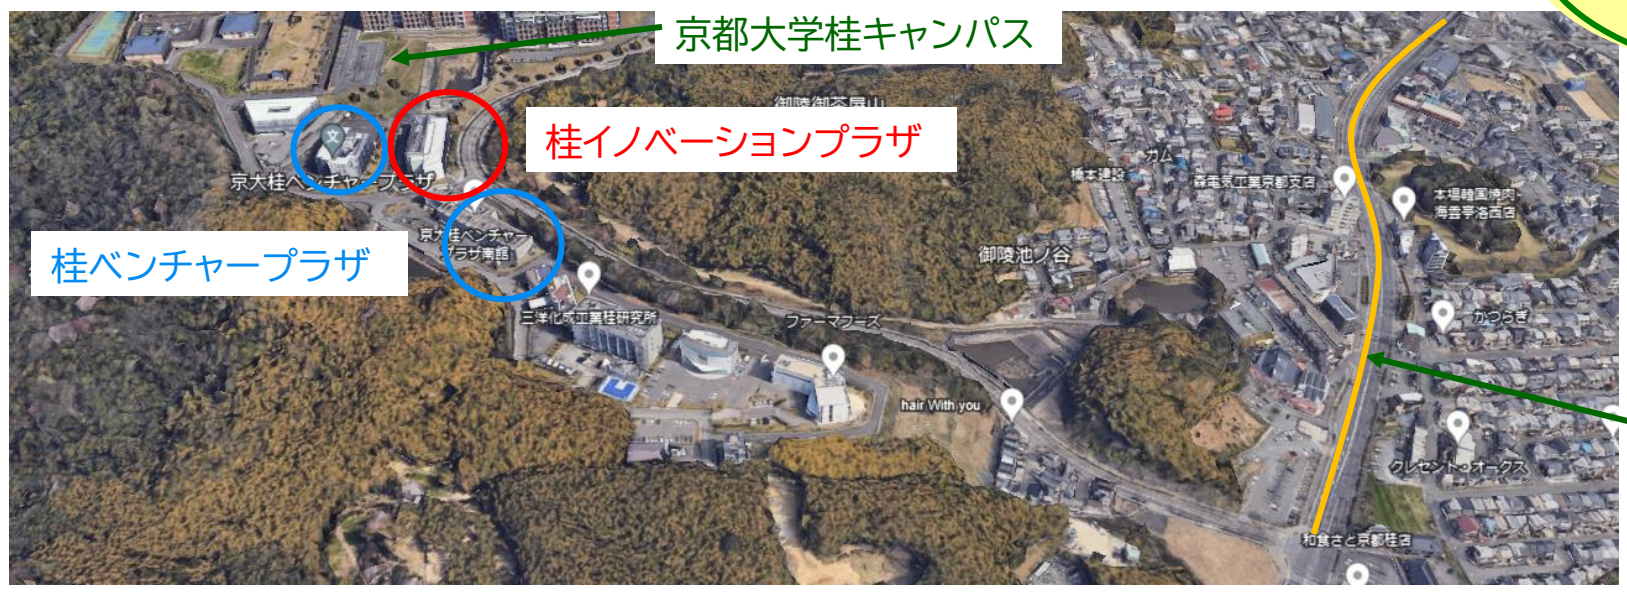 京都大学桂キャンパス
御陵御茶屋山
桂イノベーションプラザ
ガム
橋本建設
森電気工業京都支店
本場韓国焼肉
海雲亭洛西店
京大桂ベンチャープラザ
京大桂ベンチャー
プラザ南館
桂ベンチャープラザ
御陵池ノ谷
三洋化成工業桂研究所
ファーマフーズ
かつらぎ
hair With you
クレセント・オークス
和食さと京都桂店